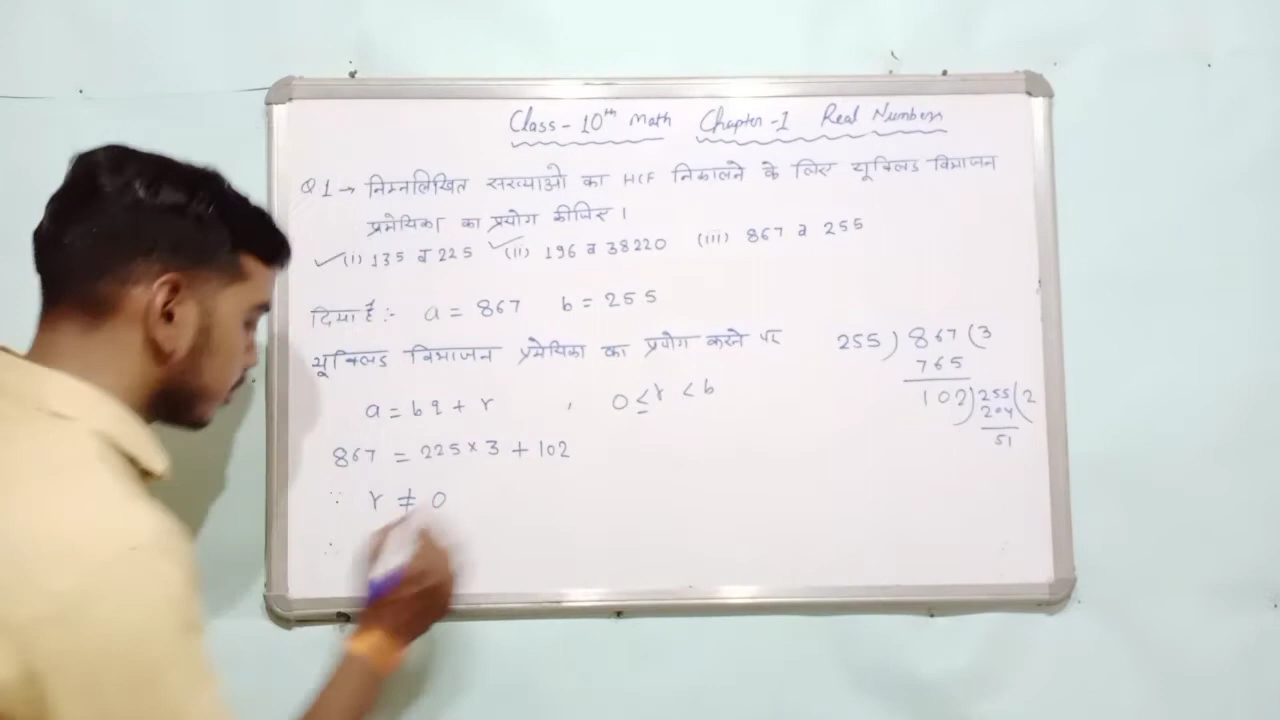 Class - 10th Math Chapter - 1 Real Numbers
Q 1 → निम्नलिखित सख्याओ का HCF निकालने के लिए यूक्लिड विभाजन
प्रमेयिका का प्रयोग कीजिए ।
(i) 135 व 225 (ii) 196 व 38220 (iii) 867 व 255
दिया है :- a = 867 b = 255
यूक्लिड विभाजन प्रमेयिका का प्रयोग करने पर
a = bq + r , 0 ≤ r < b
867 = 225 × 3 + 102
∵ r ≠ 0
∴
255 ) 867 ( 3
765
102 ) 255 ( 2
204
51